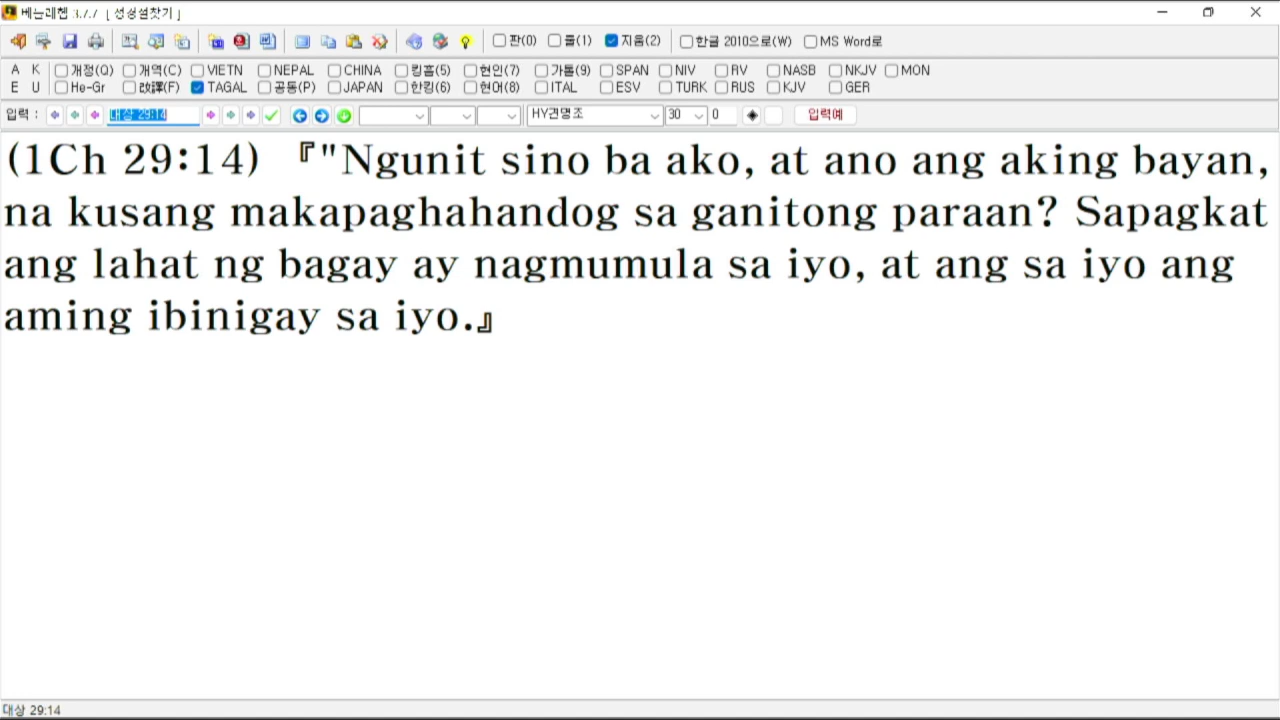 베들레헴 3.7.7 [ 성경절찾기 ]
판(0) 풀(1) 지움(2) 한글 2010으로(W) MS Word로
A K 개정(Q) 개역(C) VIETN NEPAL CHINA 킹흠(5) 현인(7) 가톨(9) SPAN NIV RV NASB NKJV MON
E U He-Gr 改譯(F) TAGAL 공동(P) JAPAN 한킹(6) 현어(8) ITAL ESV TURK RUS KJV GER
입력 : 대상 29:14 HY견명조 30 0 입력예
(1Ch 29:14) 『"Ngunit sino ba ako, at ano ang aking bayan,
na kusang makapaghahandog sa ganitong paraan? Sapagkat
ang lahat ng bagay ay nagmumula sa iyo, at ang sa iyo ang
aming ibinigay sa iyo.』
대상 29:14